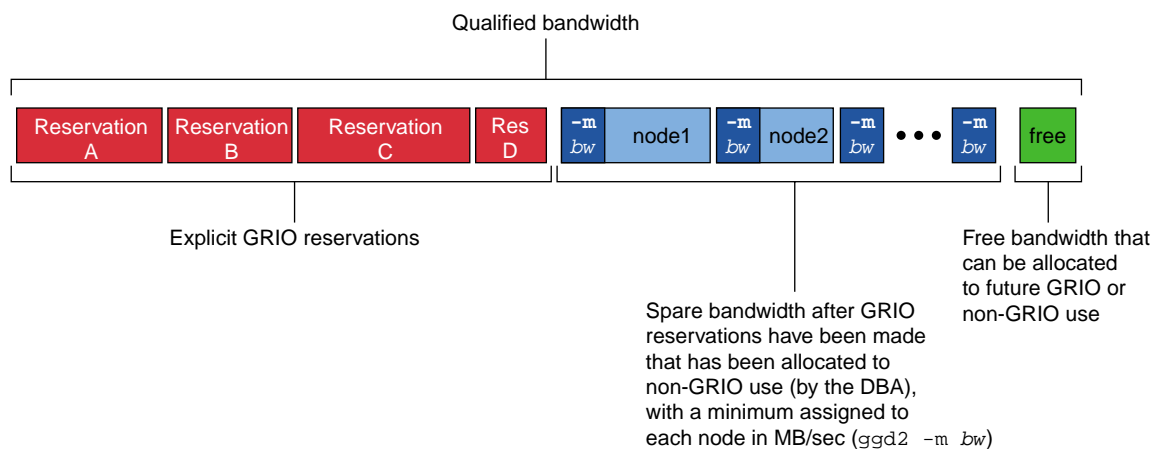 Qualified bandwidth
Reservation
A
Reservation
B
Reservation
C
Res
D
-m
bw
node1
-m
bw
node2
-m
bw
•••
-m
bw
free
Explicit GRIO reservations
Spare bandwidth after GRIO
reservations have been made
that has been allocated to
non-GRIO use (by the DBA),
with a minimum assigned to
each node in MB/sec (ggd2 -m bw)
Free bandwidth that
can be allocated
to future GRIO or
non-GRIO use